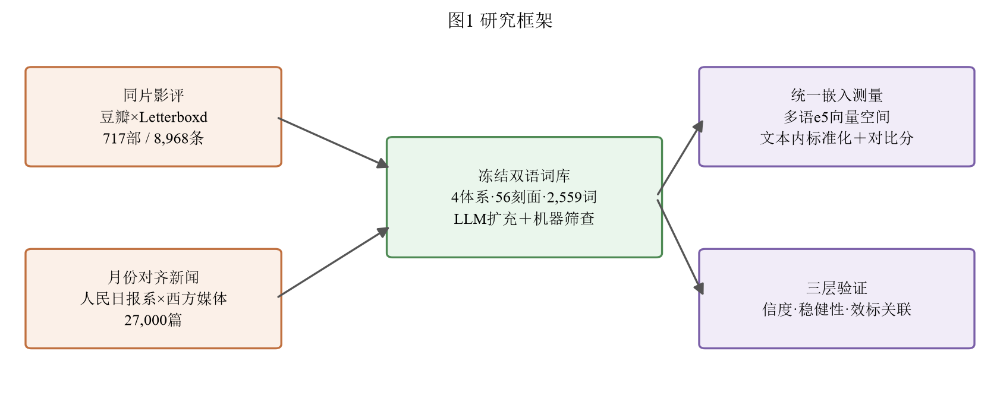 图1 研究框架
同片影评
豆瓣×Letterboxd
717部 / 8,968条
月份对齐新闻
人民日报系×西方媒体
27,000篇
冻结双语词库
4体系·56刻面·2,559词
LLM扩充＋机器筛查
统一嵌入测量
多语e5向量空间
文本内标准化＋对比分
三层验证
信度·稳健性·效标关联